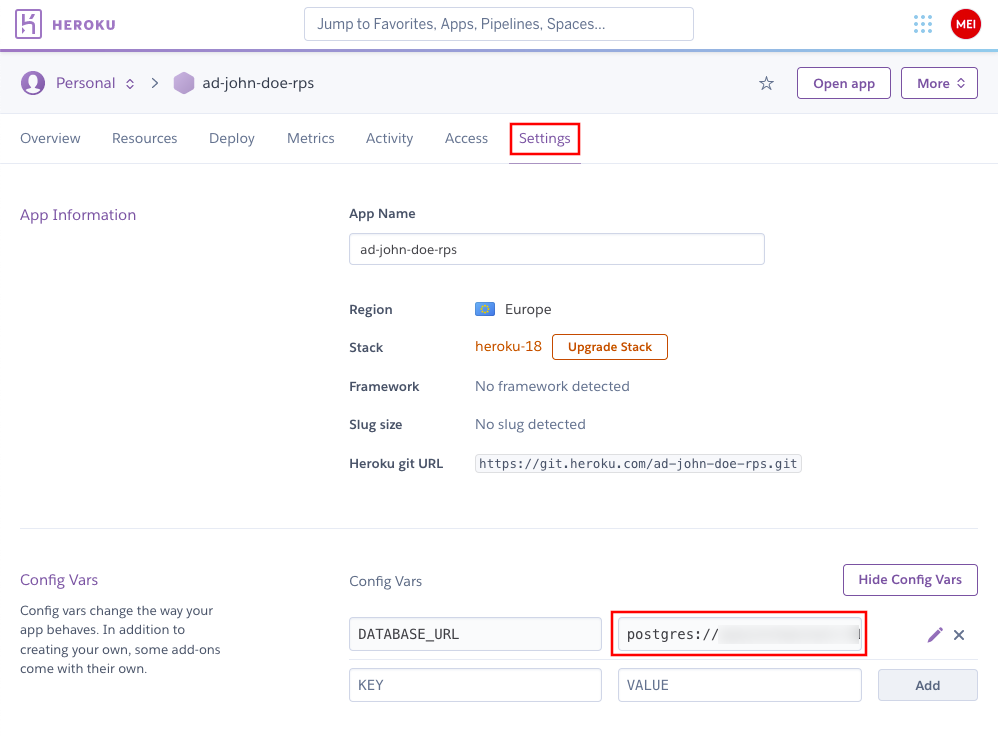 HEROKU
Jump to Favorites, Apps, Pipelines, Spaces...
MEI
Personal
ad-john-doe-rps
Open app
More
Overview
Resources
Deploy
Metrics
Activity
Access
Settings
App Information
App Name
ad-john-doe-rps
Region
Europe
Stack
heroku-18
Upgrade Stack
Framework
No framework detected
Slug size
No slug detected
Heroku git URL
https://git.heroku.com/ad-john-doe-rps.git
Config Vars
Config vars change the way your
app behaves. In addition to
creating your own, some add-ons
come with their own.
Config Vars
Hide Config Vars
DATABASE_URL
postgres://
KEY
VALUE
Add